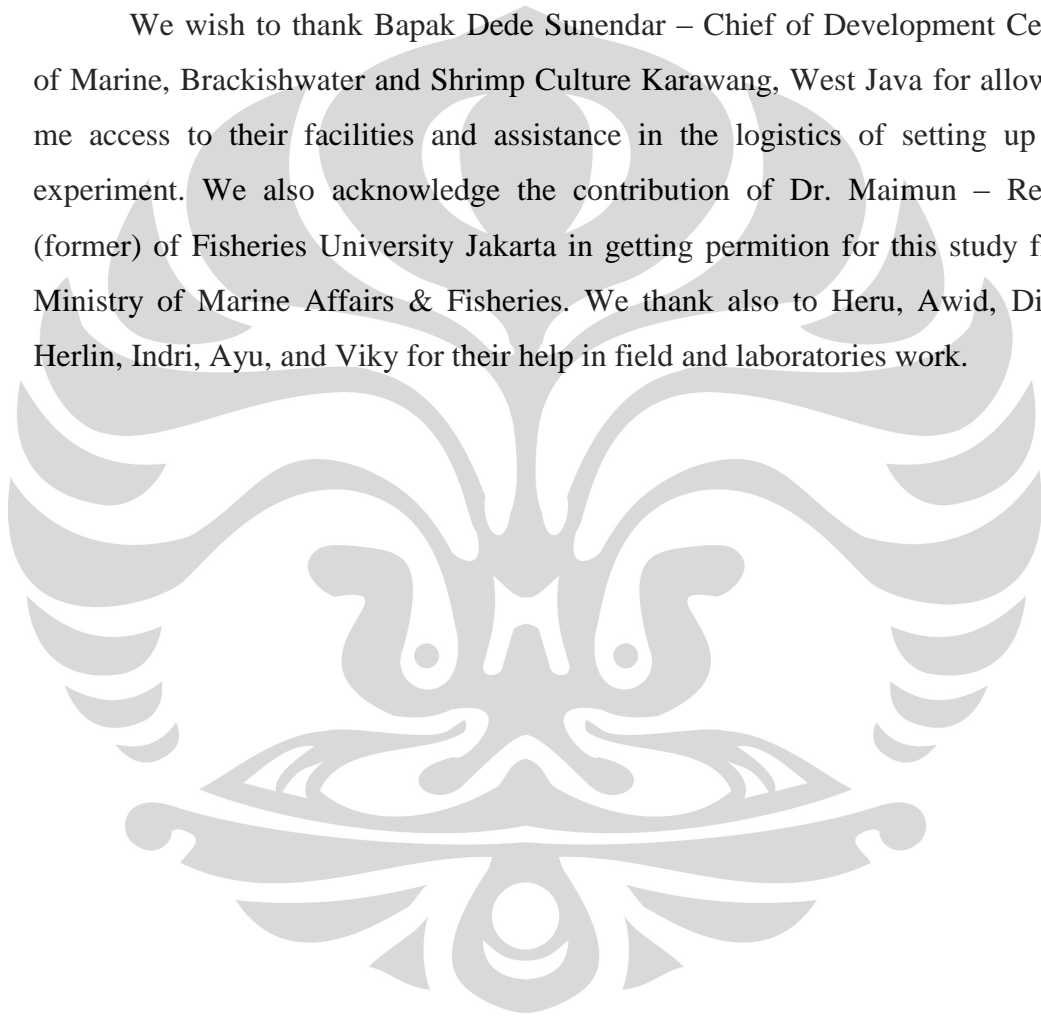 We wish to thank Bapak Dede Sunendar – Chief of Development Ce
of Marine, Brackishwater and Shrimp Culture Karawang, West Java for allow
me access to their facilities and assistance in the logistics of setting up
experiment. We also acknowledge the contribution of Dr. Maimun – Re
(former) of Fisheries University Jakarta in getting permition for this study f
Ministry of Marine Affairs & Fisheries. We thank also to Heru, Awid, Di
Herlin, Indri, Ayu, and Viky for their help in field and laboratories work.